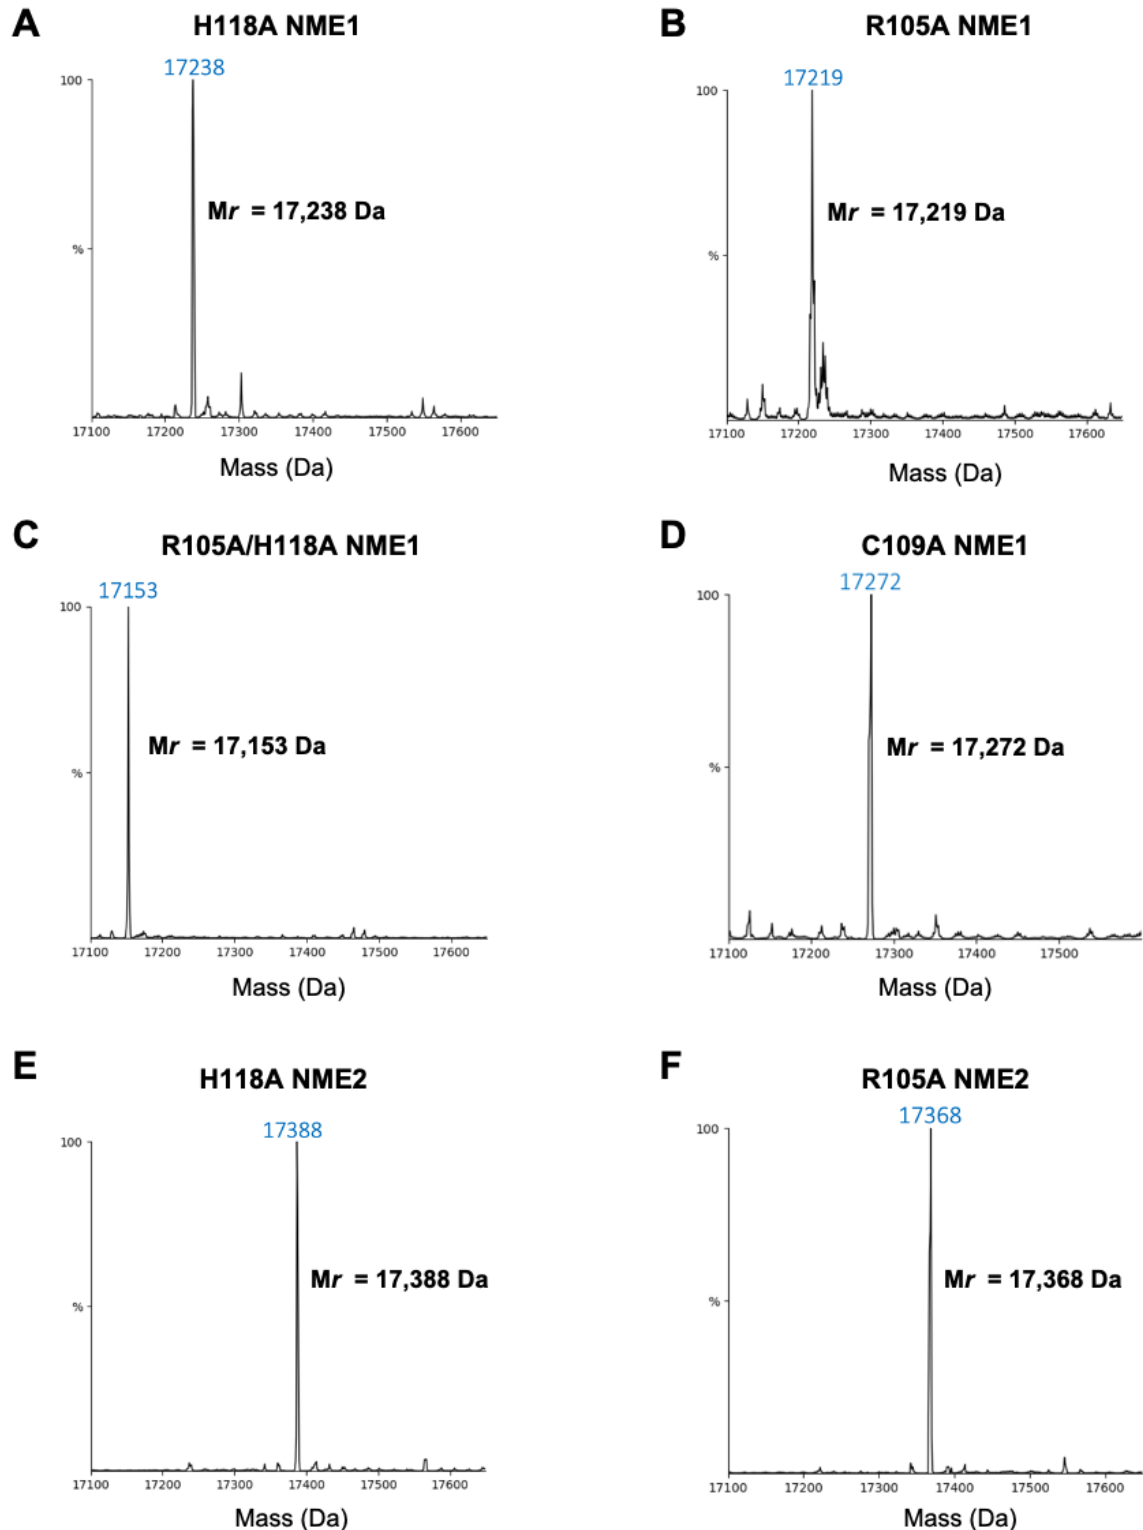 A
H118A NME1
17238
100
Mr = 17,238 Da
%
17100 17200 17300 17400 17500 17600
Mass (Da)
B
R105A NME1
17219
100
Mr = 17,219 Da
%
17100 17200 17300 17400 17500 17600
Mass (Da)
C
R105A/H118A NME1
17153
100
Mr = 17,153 Da
%
17100 17200 17300 17400 17500 17600
Mass (Da)
D
C109A NME1
17272
100
Mr = 17,272 Da
%
17100 17200 17300 17400 17500
Mass (Da)
E
H118A NME2
17388
100
Mr = 17,388 Da
%
17100 17200 17300 17400 17500 17600
Mass (Da)
F
R105A NME2
17368
100
Mr = 17,368 Da
%
17100 17200 17300 17400 17500 17600
Mass (Da)